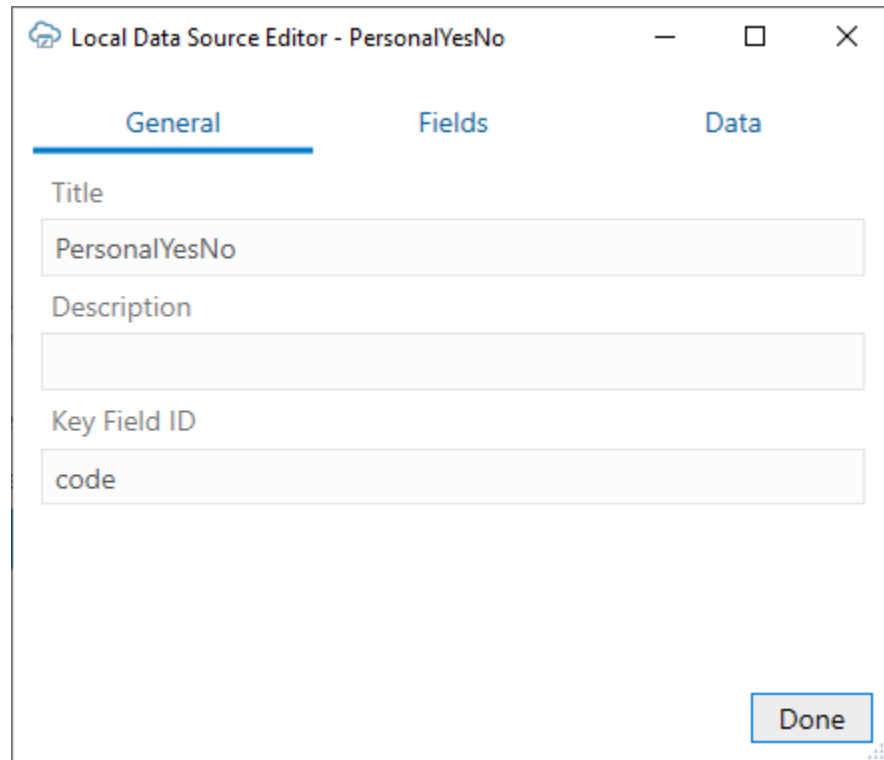 Local Data Source Editor - PersonalYesNo
General Fields Data
Title
PersonalYesNo
Description
Key Field ID
code
Done